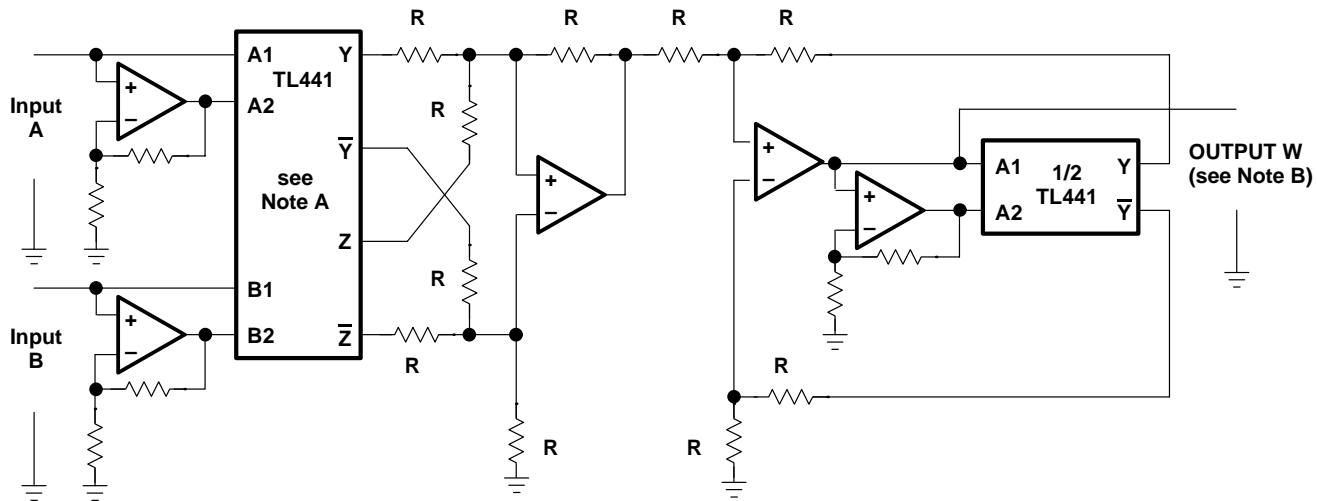 R
R
R
R
A1
Y
TL441
+
−
A2
Input
A
R
Y̅
+
−
+
−
A1
Y
1/2
TL441
A2
Y̅
OUTPUT W
(see Note B)
see
Note A
+
−
Z
R
B1
+
−
B2
Z̅
Input
B
R
R
R
R